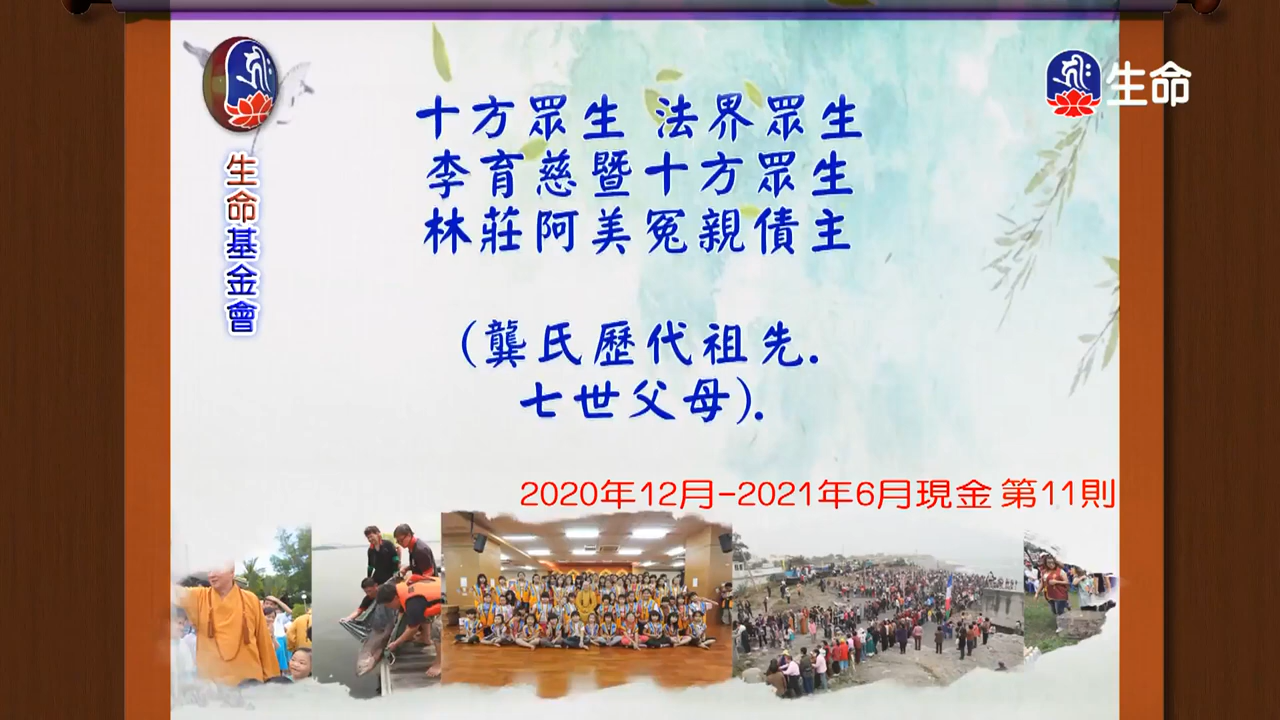 生命
生命基金會
十方眾生 法界眾生
李育慈暨十方眾生
林莊阿美冤親債主
(龔氏歷代祖先.
七世父母).
2020年12月-2021年6月現金 第11則